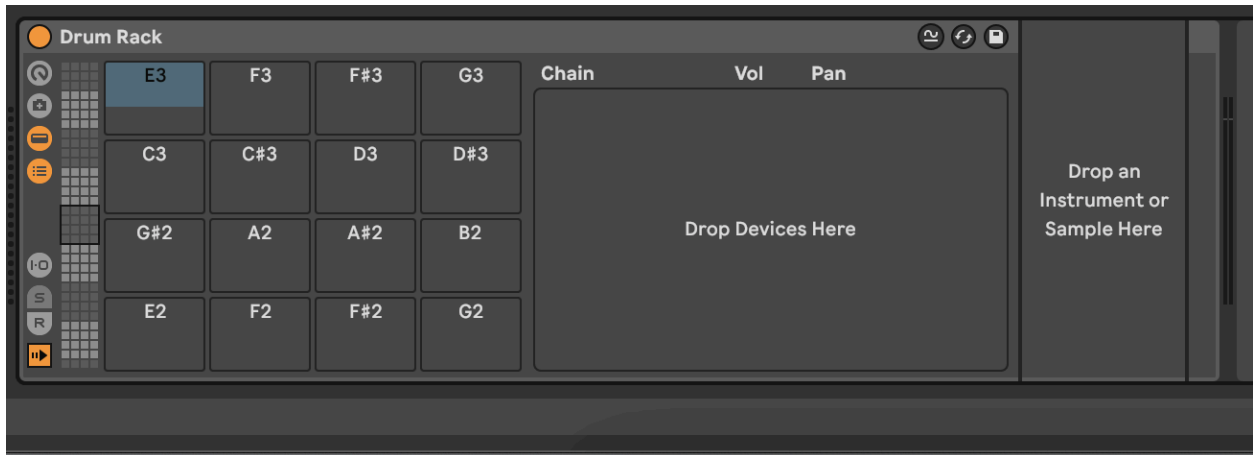 Drum Rack
E3 F3 F#3 G3
Chain Vol Pan
C3 C#3 D3 D#3
G#2 A2 A#2 B2
E2 F2 F#2 G2
Drop Devices Here
Drop an
Instrument or
Sample Here
I·O
S
R